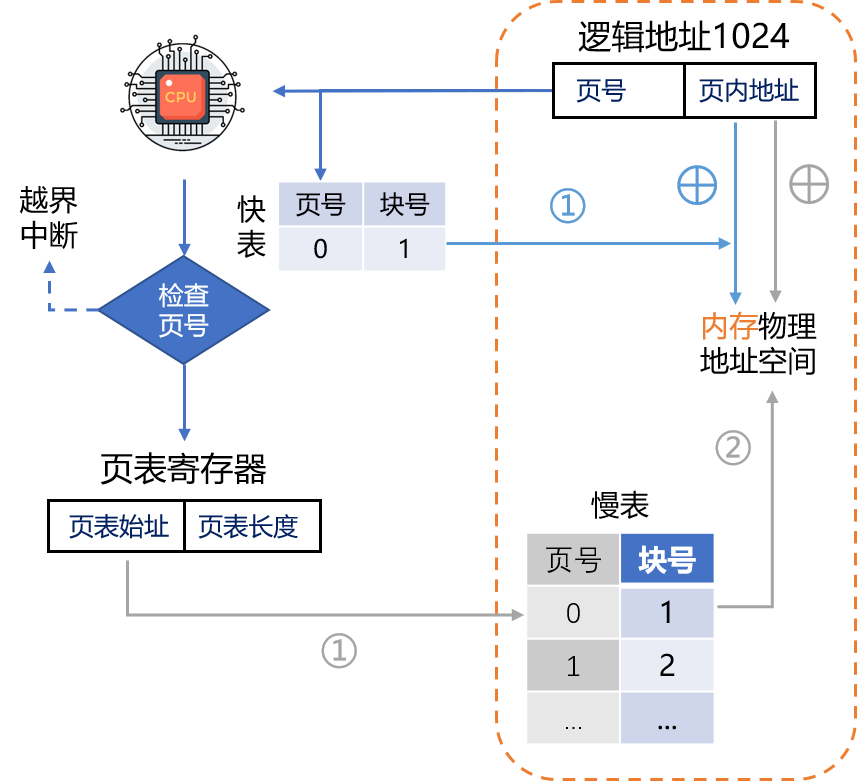 逻辑地址1024
页号 页内地址
CPU
越界
中断
快
表
页号 块号
0 1
①
检查
页号
内存物理
地址空间
②
页表寄存器
页表始址 页表长度
慢表
页号 块号
0 1
1 2
... ...
①